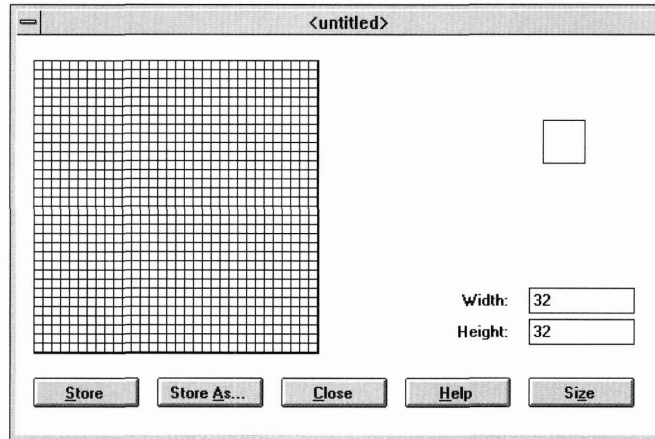 <untitled>
Width: 32
Height: 32
Store Store As... Close Help Size